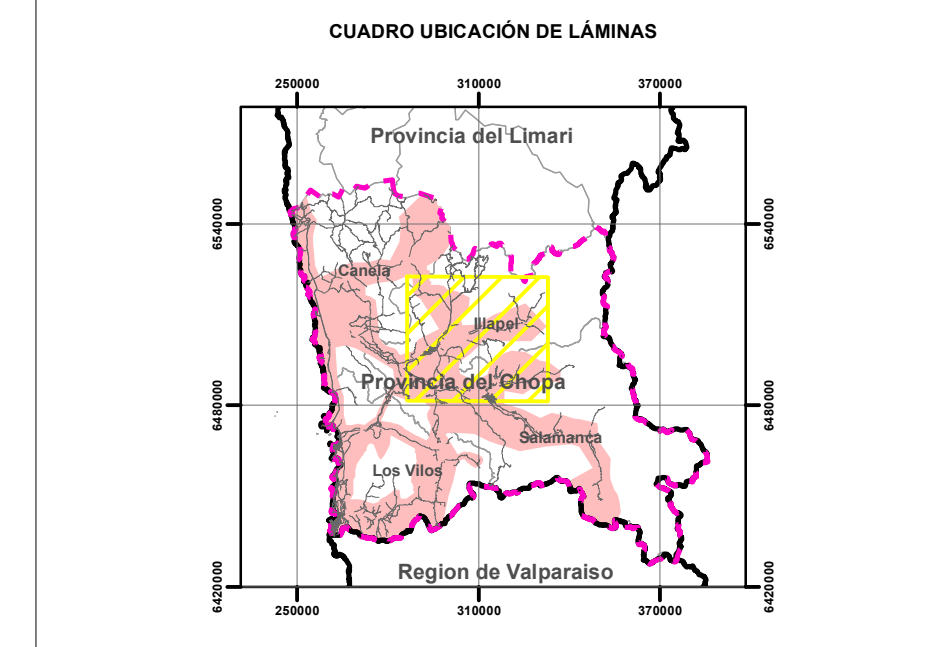 CUADRO UBICACIÓN DE LÁMINAS
250000 310000 370000
Provincia del Limari
6540000 6540000
Canela
Illapel
Provincia del Chopa
6480000 6480000
Salamanca
Los Vilos
Region de Valparaiso
6420000 6420000
250000 310000 370000